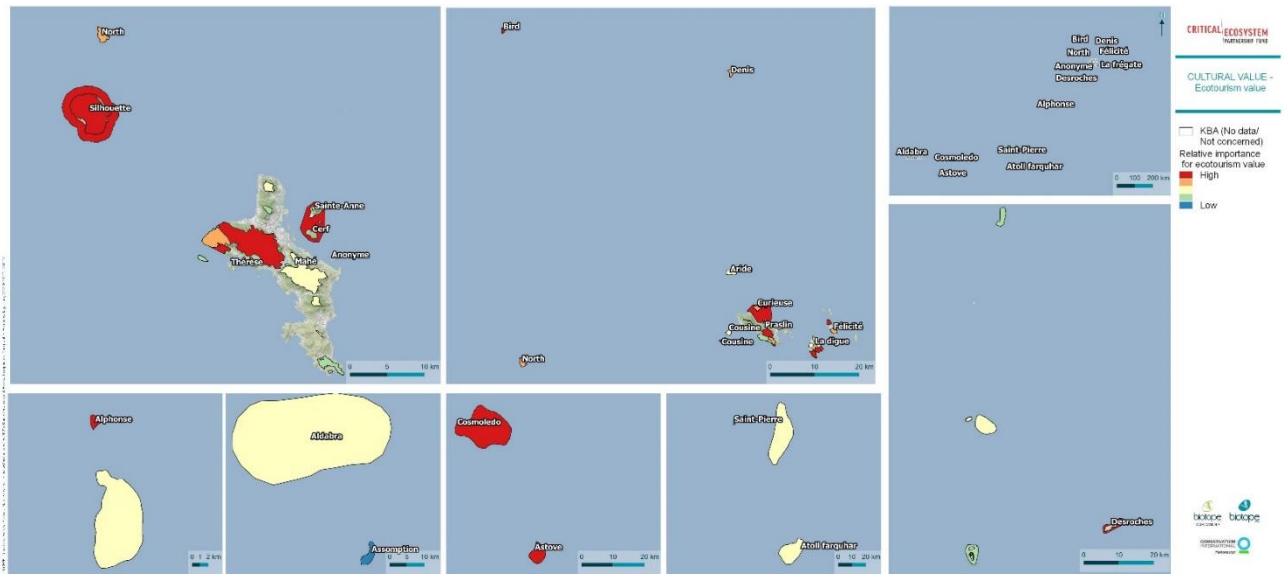 North
Silhouette
Sainte-Anne
Cerf
Anonyme
Mahé
Thérèse
0 5 10 km
Bird
Denis
Aride
Curieuse
Cousine
Praslin
Félicité
Cousine
La digue
North
0 10 20 km
Bird Denis
North Félicité
Anonyme La frégate
Desroches
Alphonse
Aldabra
Cosmoledo
Saint-Pierre
Astove
Atoll farquhar
0 100 200 km
Desroches
0 10 20 km
Alphonse
0 1 2 km
Aldabra
Assomption
0 5 10 km
Cosmoledo
Astove
0 10 20 km
Saint-Pierre
Atoll farquhar
0 10 20 km
CRITICAL ECOSYSTEM
PARTNERSHIP FUND
CULTURAL VALUE -
Ecotourism value
KBA (No data/
Not concerned)
Relative importance
for ecotourism value
High
Low
biotope biotope
CONSERVATION
INTERNATIONAL